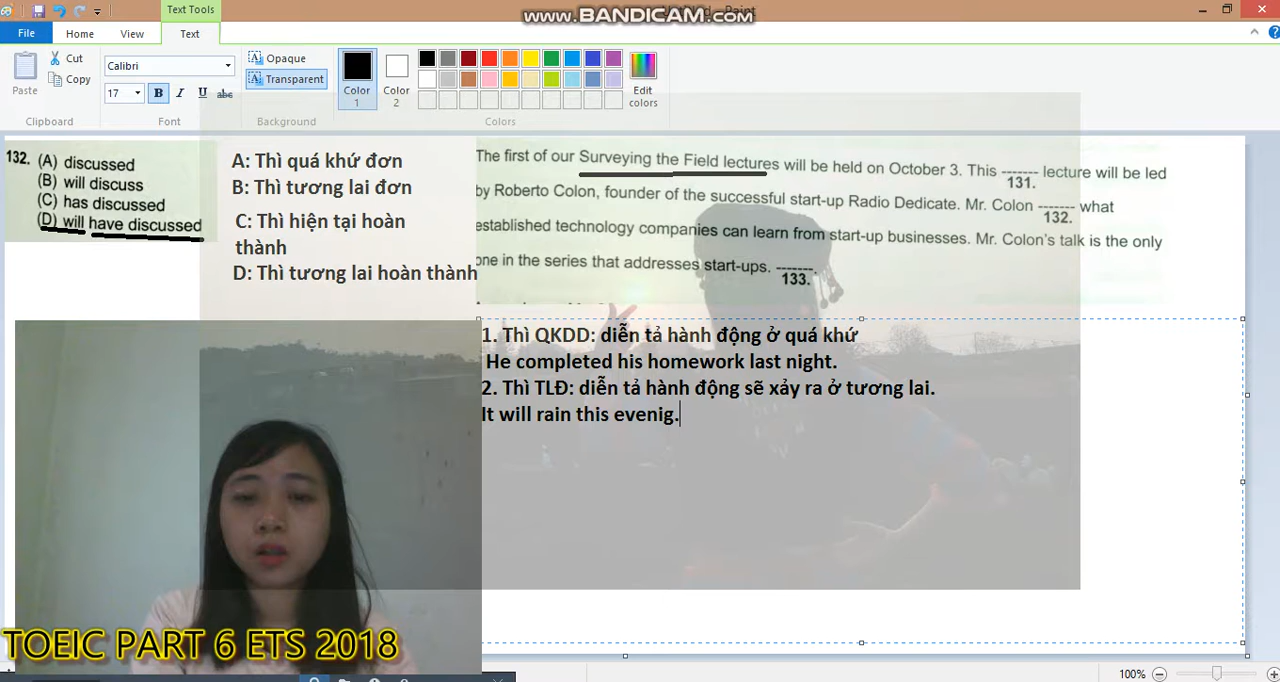 Text Tools
Paint
www.BANDICAM.com
File
Home
View
Text
Paste
Cut
Copy
Clipboard
Calibri
17
B I U abc
Font
Opaque
Transparent
Background
Color 1
Color 2
Edit colors
Colors
132. (A) discussed
(B) will discuss
(C) has discussed
(D) will have discussed
A: Thì quá khứ đơn
B: Thì tương lai đơn
C: Thì hiện tại hoàn
thành
D: Thì tương lai hoàn thành
The first of our Surveying the Field lectures will be held on October 3. This ------- lecture will be led
131.
by Roberto Colon, founder of the successful start-up Radio Dedicate. Mr. Colon ------- what
132.
established technology companies can learn from start-up businesses. Mr. Colon's talk is the only
one in the series that addresses start-ups. -------.
133.
1. Thì QKDD: diễn tả hành động ở quá khứ
He completed his homework last night.
2. Thì TLĐ: diễn tả hành động sẽ xảy ra ở tương lai.
It will rain this evenig.
TOEIC PART 6 ETS 2018
100%